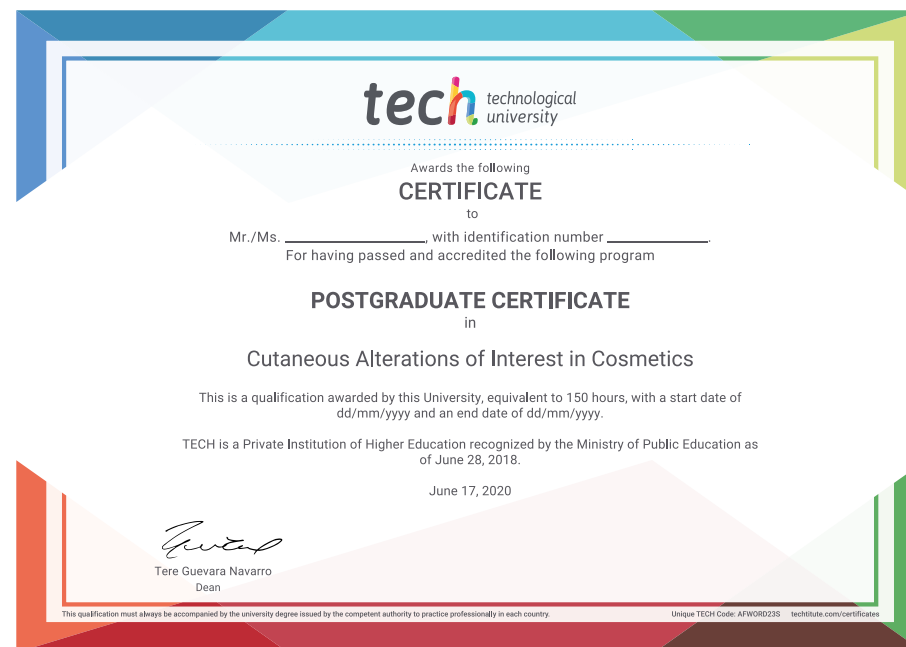 tech technological
university
Awards the following
CERTIFICATE
to
Mr./Ms. ____________________, with identification number ______________.
For having passed and accredited the following program
POSTGRADUATE CERTIFICATE
in
Cutaneous Alterations of Interest in Cosmetics
This is a qualification awarded by this University, equivalent to 150 hours, with a start date of
dd/mm/yyyy and an end date of dd/mm/yyyy.
TECH is a Private Institution of Higher Education recognized by the Ministry of Public Education as
of June 28, 2018.
June 17, 2020
Tere Guevara Navarro
Dean
This qualification must always be accompanied by the university degree issued by the competent authority to practice professionally in each country.
Unique TECH Code: AFWORD23S techtitute.com/certificates